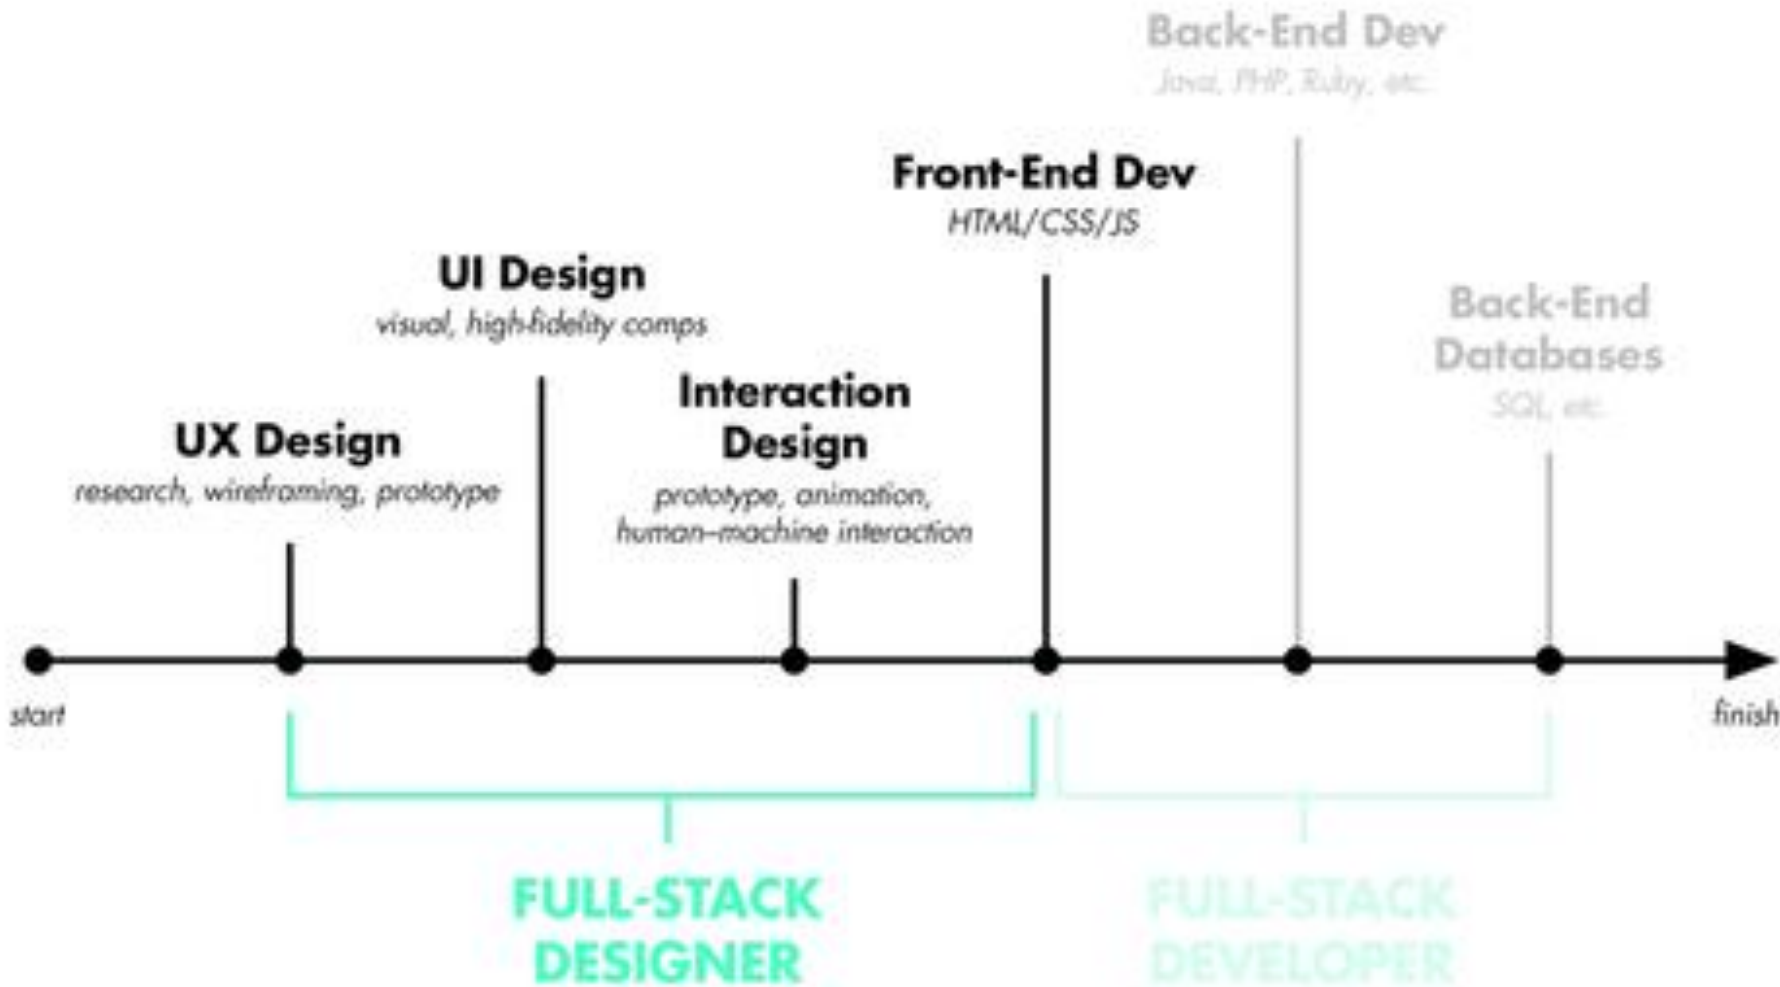 Back-End Dev
Java, PHP, Ruby, etc.
Front-End Dev
HTML/CSS/JS
UI Design
visual, high-fidelity comps
Back-End
Databases
SQL, etc.
Interaction
Design
prototype, animation,
human–machine interaction
UX Design
research, wireframing, prototype
start
finish
FULL-STACK
DESIGNER
FULL-STACK
DEVELOPER